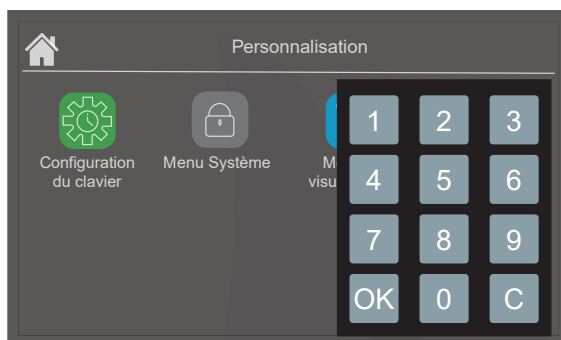 Personnalisation
Configuration
du clavier
Menu Système
1 2 3
4 5 6
7 8 9
OK 0 C